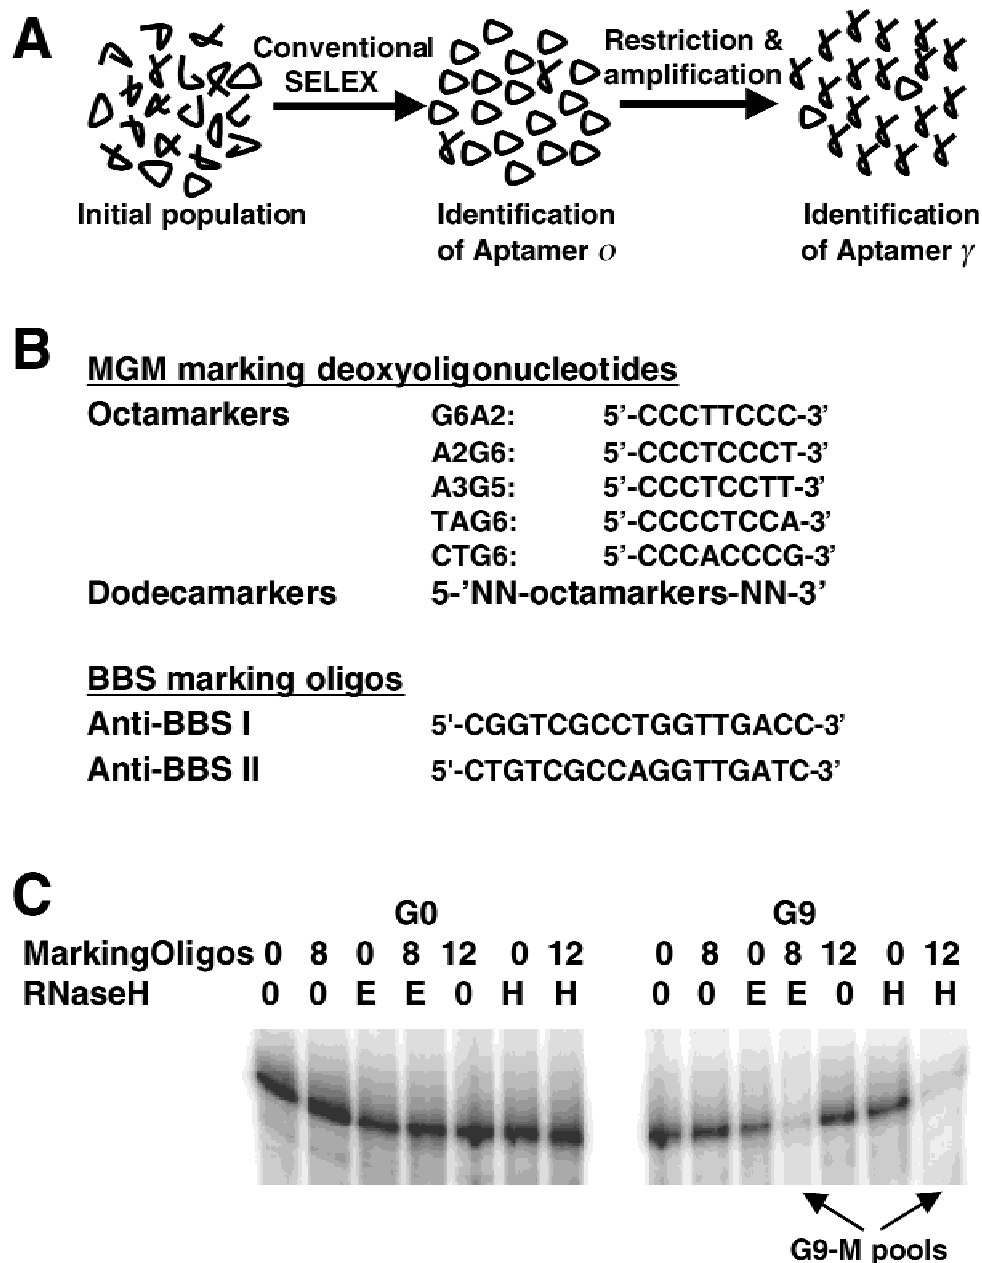 A
Conventional
SELEX
Restriction &
amplification
Initial population
Identification
of Aptamer o
Identification
of Aptamer γ
B
MGM marking deoxyoligonucleotides
Octamarkers G6A2: 5’-CCCTTCCC-3’
A2G6: 5’-CCCTCCCT-3’
A3G5: 5’-CCCTCCTT-3’
TAG6: 5’-CCCCTCCA-3’
CTG6: 5’-CCCACCCG-3’
Dodecamarkers 5-’NN-octamarkers-NN-3’
BBS marking oligos
Anti-BBS I 5'-CGGTCGCCTGGTTGACC-3’
Anti-BBS II 5'-CTGTCGCCAGGTTGATC-3’
C
G0 G9
MarkingOligos 0 8 0 8 12 0 12 0 8 0 8 12 0 12
RNaseH 0 0 E E 0 H H 0 0 E E 0 H H
G9-M pools